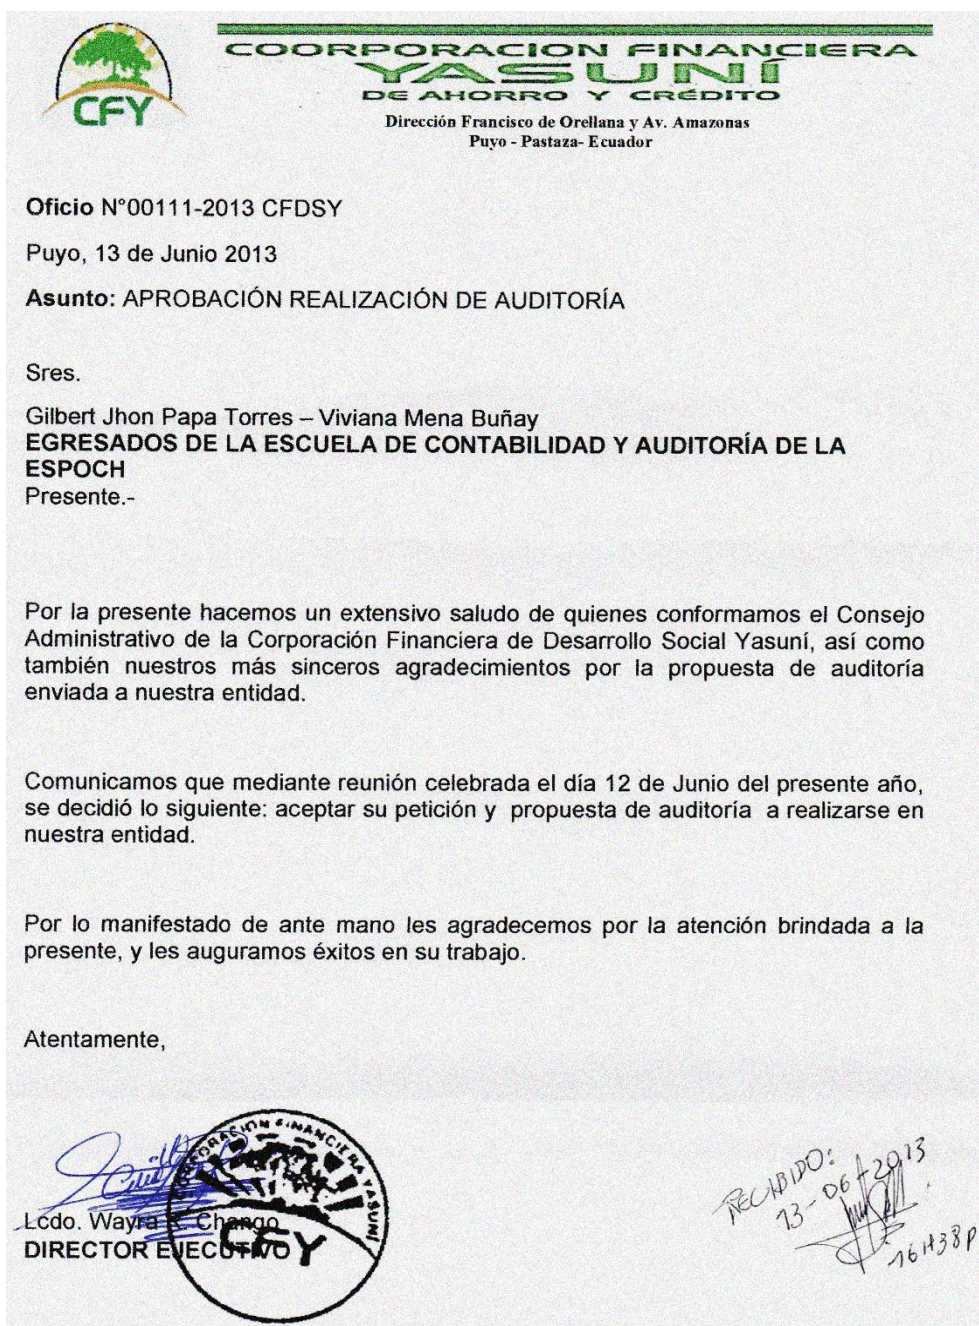 CFY
COORPORACION FINANCIERA
YASUNÍ
DE AHORRO Y CRÉDITO
Dirección Francisco de Orellana y Av. Amazonas
Puyo - Pastaza- Ecuador
Oficio N°00111-2013 CFDSY
Puyo, 13 de Junio 2013
Asunto: APROBACIÓN REALIZACIÓN DE AUDITORÍA
Sres.
Gilbert Jhon Papa Torres – Viviana Mena Buñay
EGRESADOS DE LA ESCUELA DE CONTABILIDAD Y AUDITORÍA DE LA
ESPOCH
Presente.-
Por la presente hacemos un extensivo saludo de quienes conformamos el Consejo
Administrativo de la Corporación Financiera de Desarrollo Social Yasuní, así como
también nuestros más sinceros agradecimientos por la propuesta de auditoría
enviada a nuestra entidad.
Comunicamos que mediante reunión celebrada el día 12 de Junio del presente año,
se decidió lo siguiente: aceptar su petición y propuesta de auditoría a realizarse en
nuestra entidad.
Por lo manifestado de ante mano les agradecemos por la atención brindada a la
presente, y les auguramos éxitos en su trabajo.
Atentamente,
Lcdo. Wayra K. Chango
DIRECTOR EJECUTIVO
CORPORACION FINANCIERA YASUNÍ
CFY
RECIBIDO:
13-06-2013
16H38P